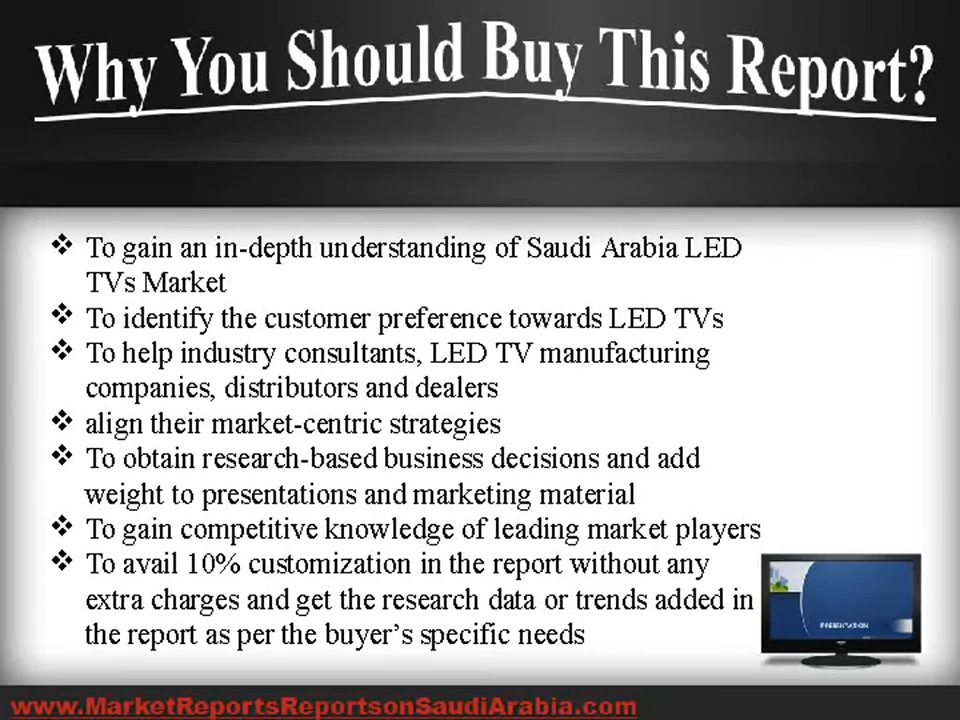 Why You Should Buy This Report?
❖ To gain an in-depth understanding of Saudi Arabia LED
TVs Market
❖ To identify the customer preference towards LED TVs
❖ To help industry consultants, LED TV manufacturing
companies, distributors and dealers
❖ align their market-centric strategies
❖ To obtain research-based business decisions and add
weight to presentations and marketing material
❖ To gain competitive knowledge of leading market players
❖ To avail 10% customization in the report without any
extra charges and get the research data or trends added in
the report as per the buyer’s specific needs
PRESENTATION
www.MarketReportsReportsonSaudiArabia.com